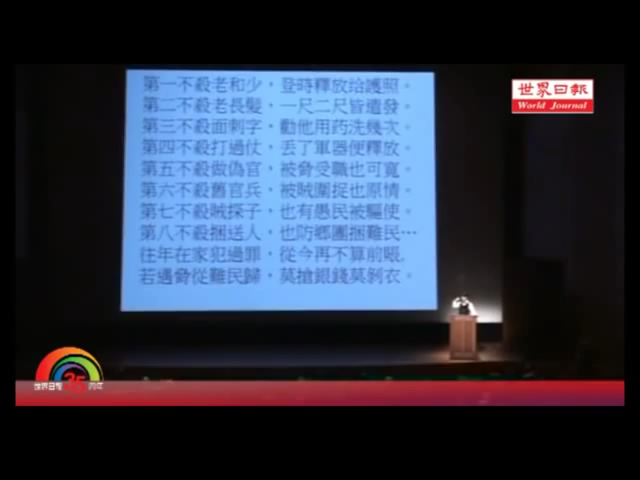 第一不殺老和少，登時釋放給護照。
第二不殺老長髮，一尺二尺皆遣發。
第三不殺面刺字，勸他用药洗幾次。
第四不殺打過仗，丟了軍器便釋放。
第五不殺做偽官，被脅受職也可寬。
第六不殺舊官兵，被賊圍捉也原情。
第七不殺賊探子，也有愚民被驅使。
第八不殺捆送人，也防鄉團捆難民…
往年在家犯過罪，從今再不算前賬，
若遇脅從難民歸，莫搶銀錢莫剝衣。
世界日報
World Journal
世界日報 35 周年